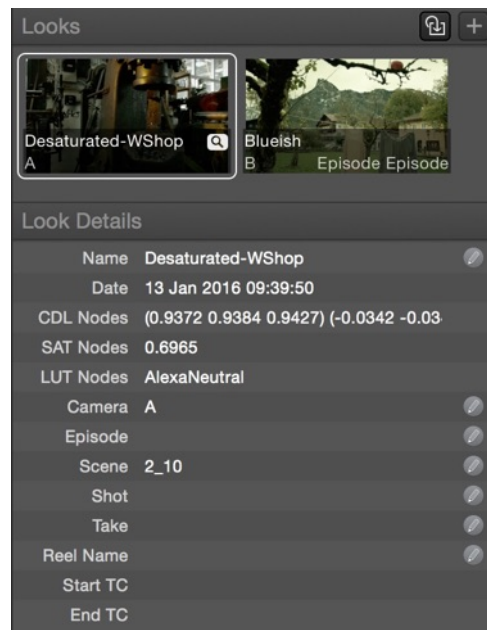 Looks
Desaturated-WShop
A
Blueish
B Episode Episode
Look Details
Name Desaturated-WShop
Date 13 Jan 2016 09:39:50
CDL Nodes (0.9372 0.9384 0.9427) (-0.0342 -0.03
SAT Nodes 0.6965
LUT Nodes AlexaNeutral
Camera A
Episode
Scene 2_10
Shot
Take
Reel Name
Start TC
End TC